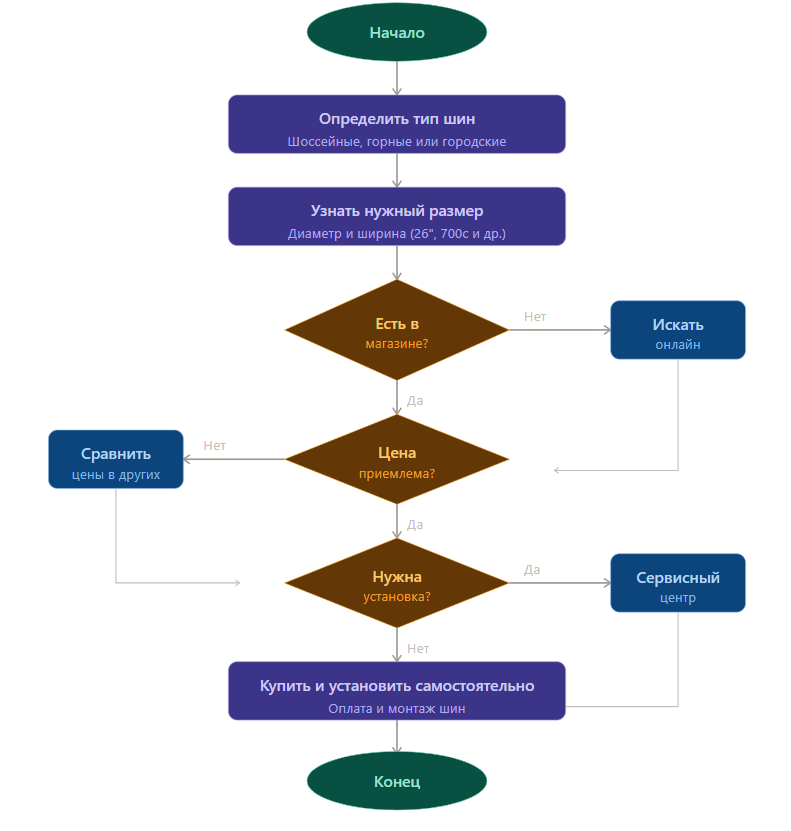 Начало
Определить тип шин
Шоссейные, горные или городские
Узнать нужный размер
Диаметр и ширина (26", 700c и др.)
Есть в
магазине?
Нет
Искать
онлайн
Да
Цена
приемлема?
Нет
Сравнить
цены в других
Да
Нужна
установка?
Да
Сервисный
центр
Нет
Купить и установить самостоятельно
Оплата и монтаж шин
Конец